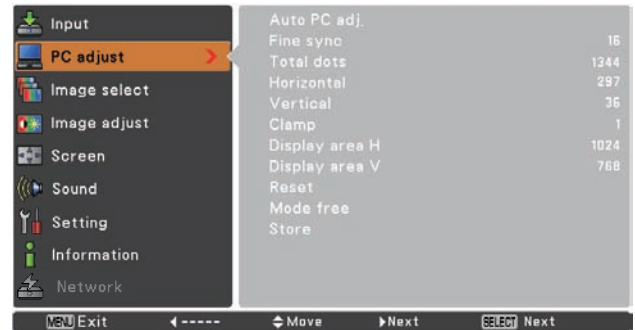 Input
PC adjust
Image select
Image adjust
Screen
Sound
Setting
Information
Network
Auto PC adj.
Fine sync 16
Total dots 1344
Horizontal 297
Vertical 36
Clamp 1
Display area H 1024
Display area V 768
Reset
Mode free
Store
MENU Exit ◀----- Move ▶Next SELECT Next